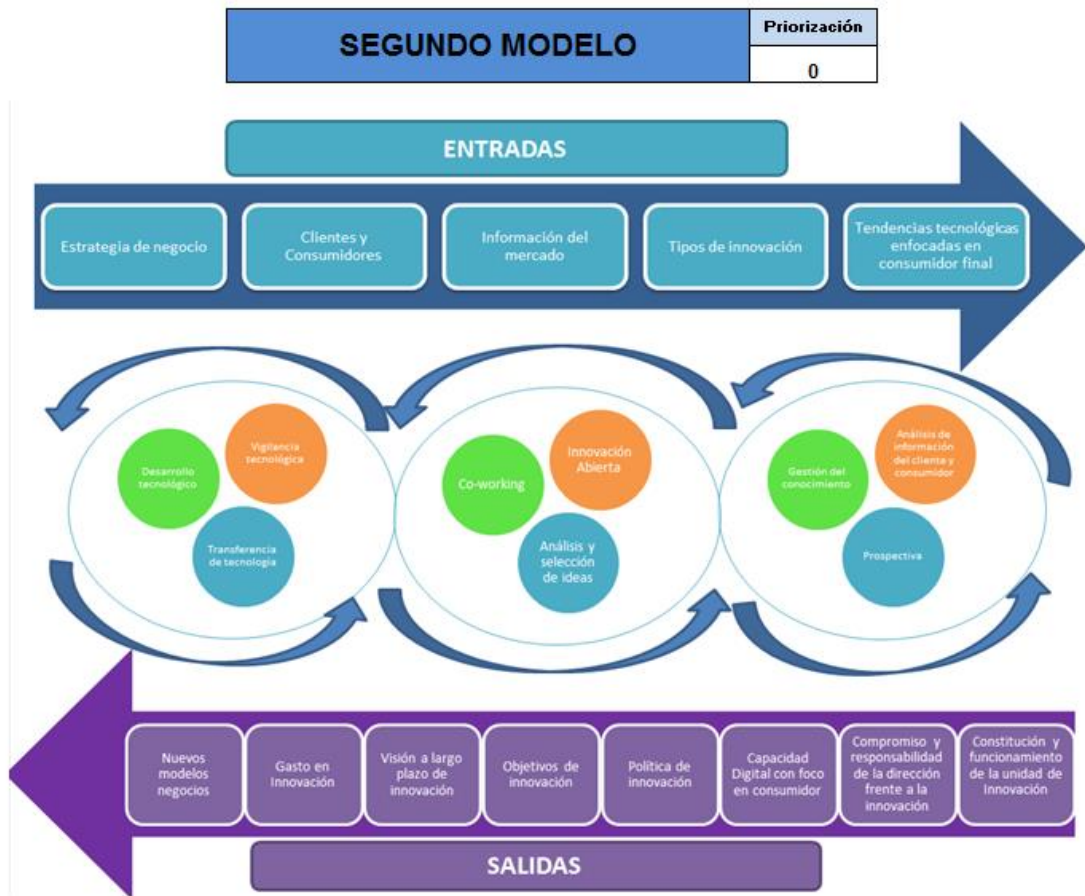 SEGUNDO MODELO
Priorización
0
ENTRADAS
Estrategia de negocio
Clientes y
Consumidores
Información del
mercado
Tipos de innovación
Tendencias tecnológicas
enfocadas en
consumidor final
Desarrollo
tecnológico
Vigilancia
tecnológica
Transferencia
de tecnología
Co-working
Innovación
Abierta
Análisis y
selección
de ideas
Gestión del
conocimiento
Análisis de
información
del cliente y
consumidor
Prospectiva
Nuevos
modelos
negocios
Gasto en
Innovación
Visión a largo
plazo de
innovación
Objetivos de
innovación
Política de
innovación
Capacidad
Digital con foco
en consumidor
Compromiso y
responsabilidad
de la dirección
frente a la
innovación
Constitución y
funcionamiento
de la unidad de
Innovación
SALIDAS